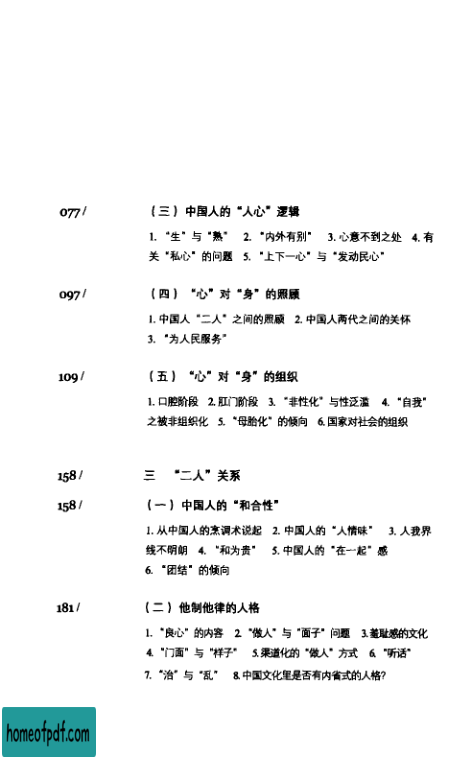 077 / （三）中国人的“人心”逻辑
1. “生”与“熟” 2. “内外有别” 3. 心意不到之处 4. 有
关“私心”的问题 5. “上下一心”与“发动民心”
097 / （四）“心”对“身”的照顾
1. 中国人“二人”之间的照顾 2. 中国人两代之间的关怀
3. “为人民服务”
109 / （五）“心”对“身”的组织
1. 口腔阶段 2. 肛门阶段 3. “非性化”与性泛滥 4. “自我”
之被非组织化 5. “母胎化”的倾向 6. 国家对社会的组织
158 / 三 “二人”关系
158 / （一）中国人的“和合性”
1. 从中国人的烹调术说起 2. 中国人的“人情味” 3. 人我界
线不明朗 4. “和为贵” 5. 中国人的“在一起”感
6. “团结”的倾向
181 / （二）他制他律的人格
1. “良心”的内容 2. “做人”与“面子”问题 3. 羞耻感的文化
4. “门面”与“样子” 5. 渠道化的“做人”方式 6. “听话”
7. “治”与“乱” 8. 中国文化里是否有内省式的人格？
homeofpdf.com